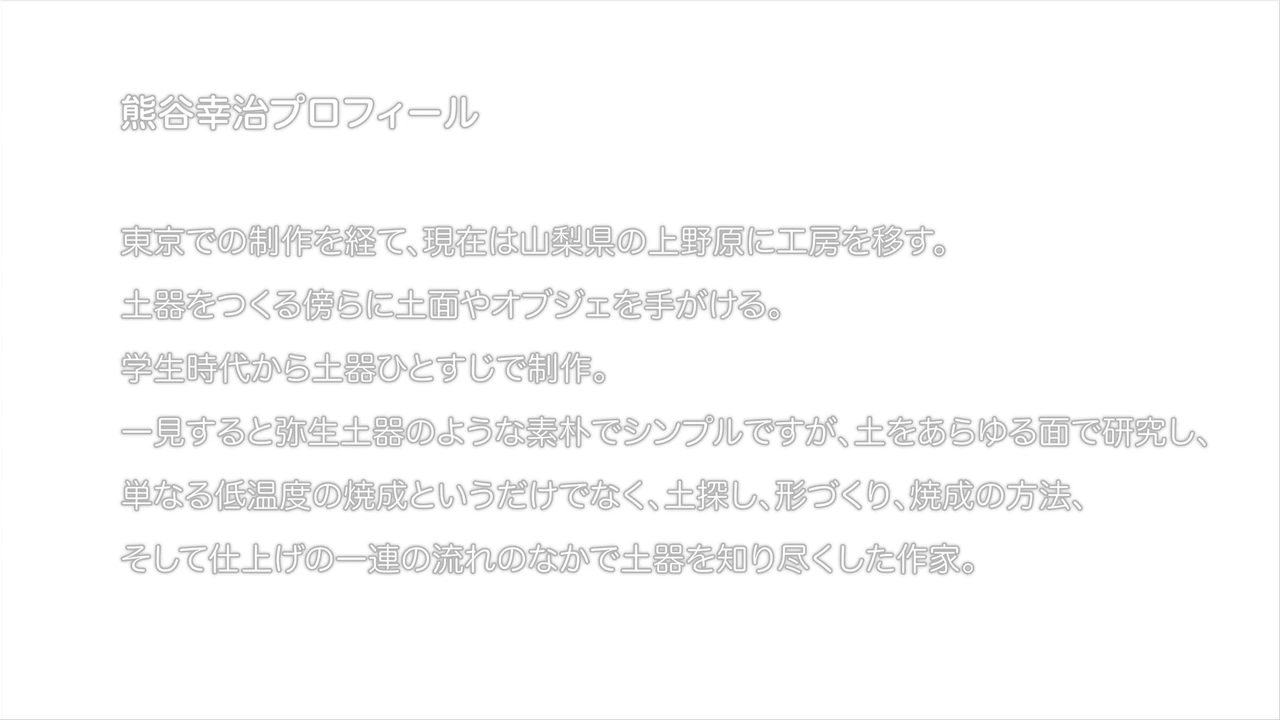 熊谷幸治プロフィール
東京での制作を経て、現在は山梨県の上野原に工房を移す。
土器をつくる傍らに土面やオブジェを手がける。
学生時代から土器ひとすじで制作。
一見すると弥生土器のような素朴でシンプルですが、土をあらゆる面で研究し、
単なる低温度の焼成というだけでなく、土探し、形づくり、焼成の方法、
そして仕上げの一連の流れのなかで土器を知り尽くした作家。